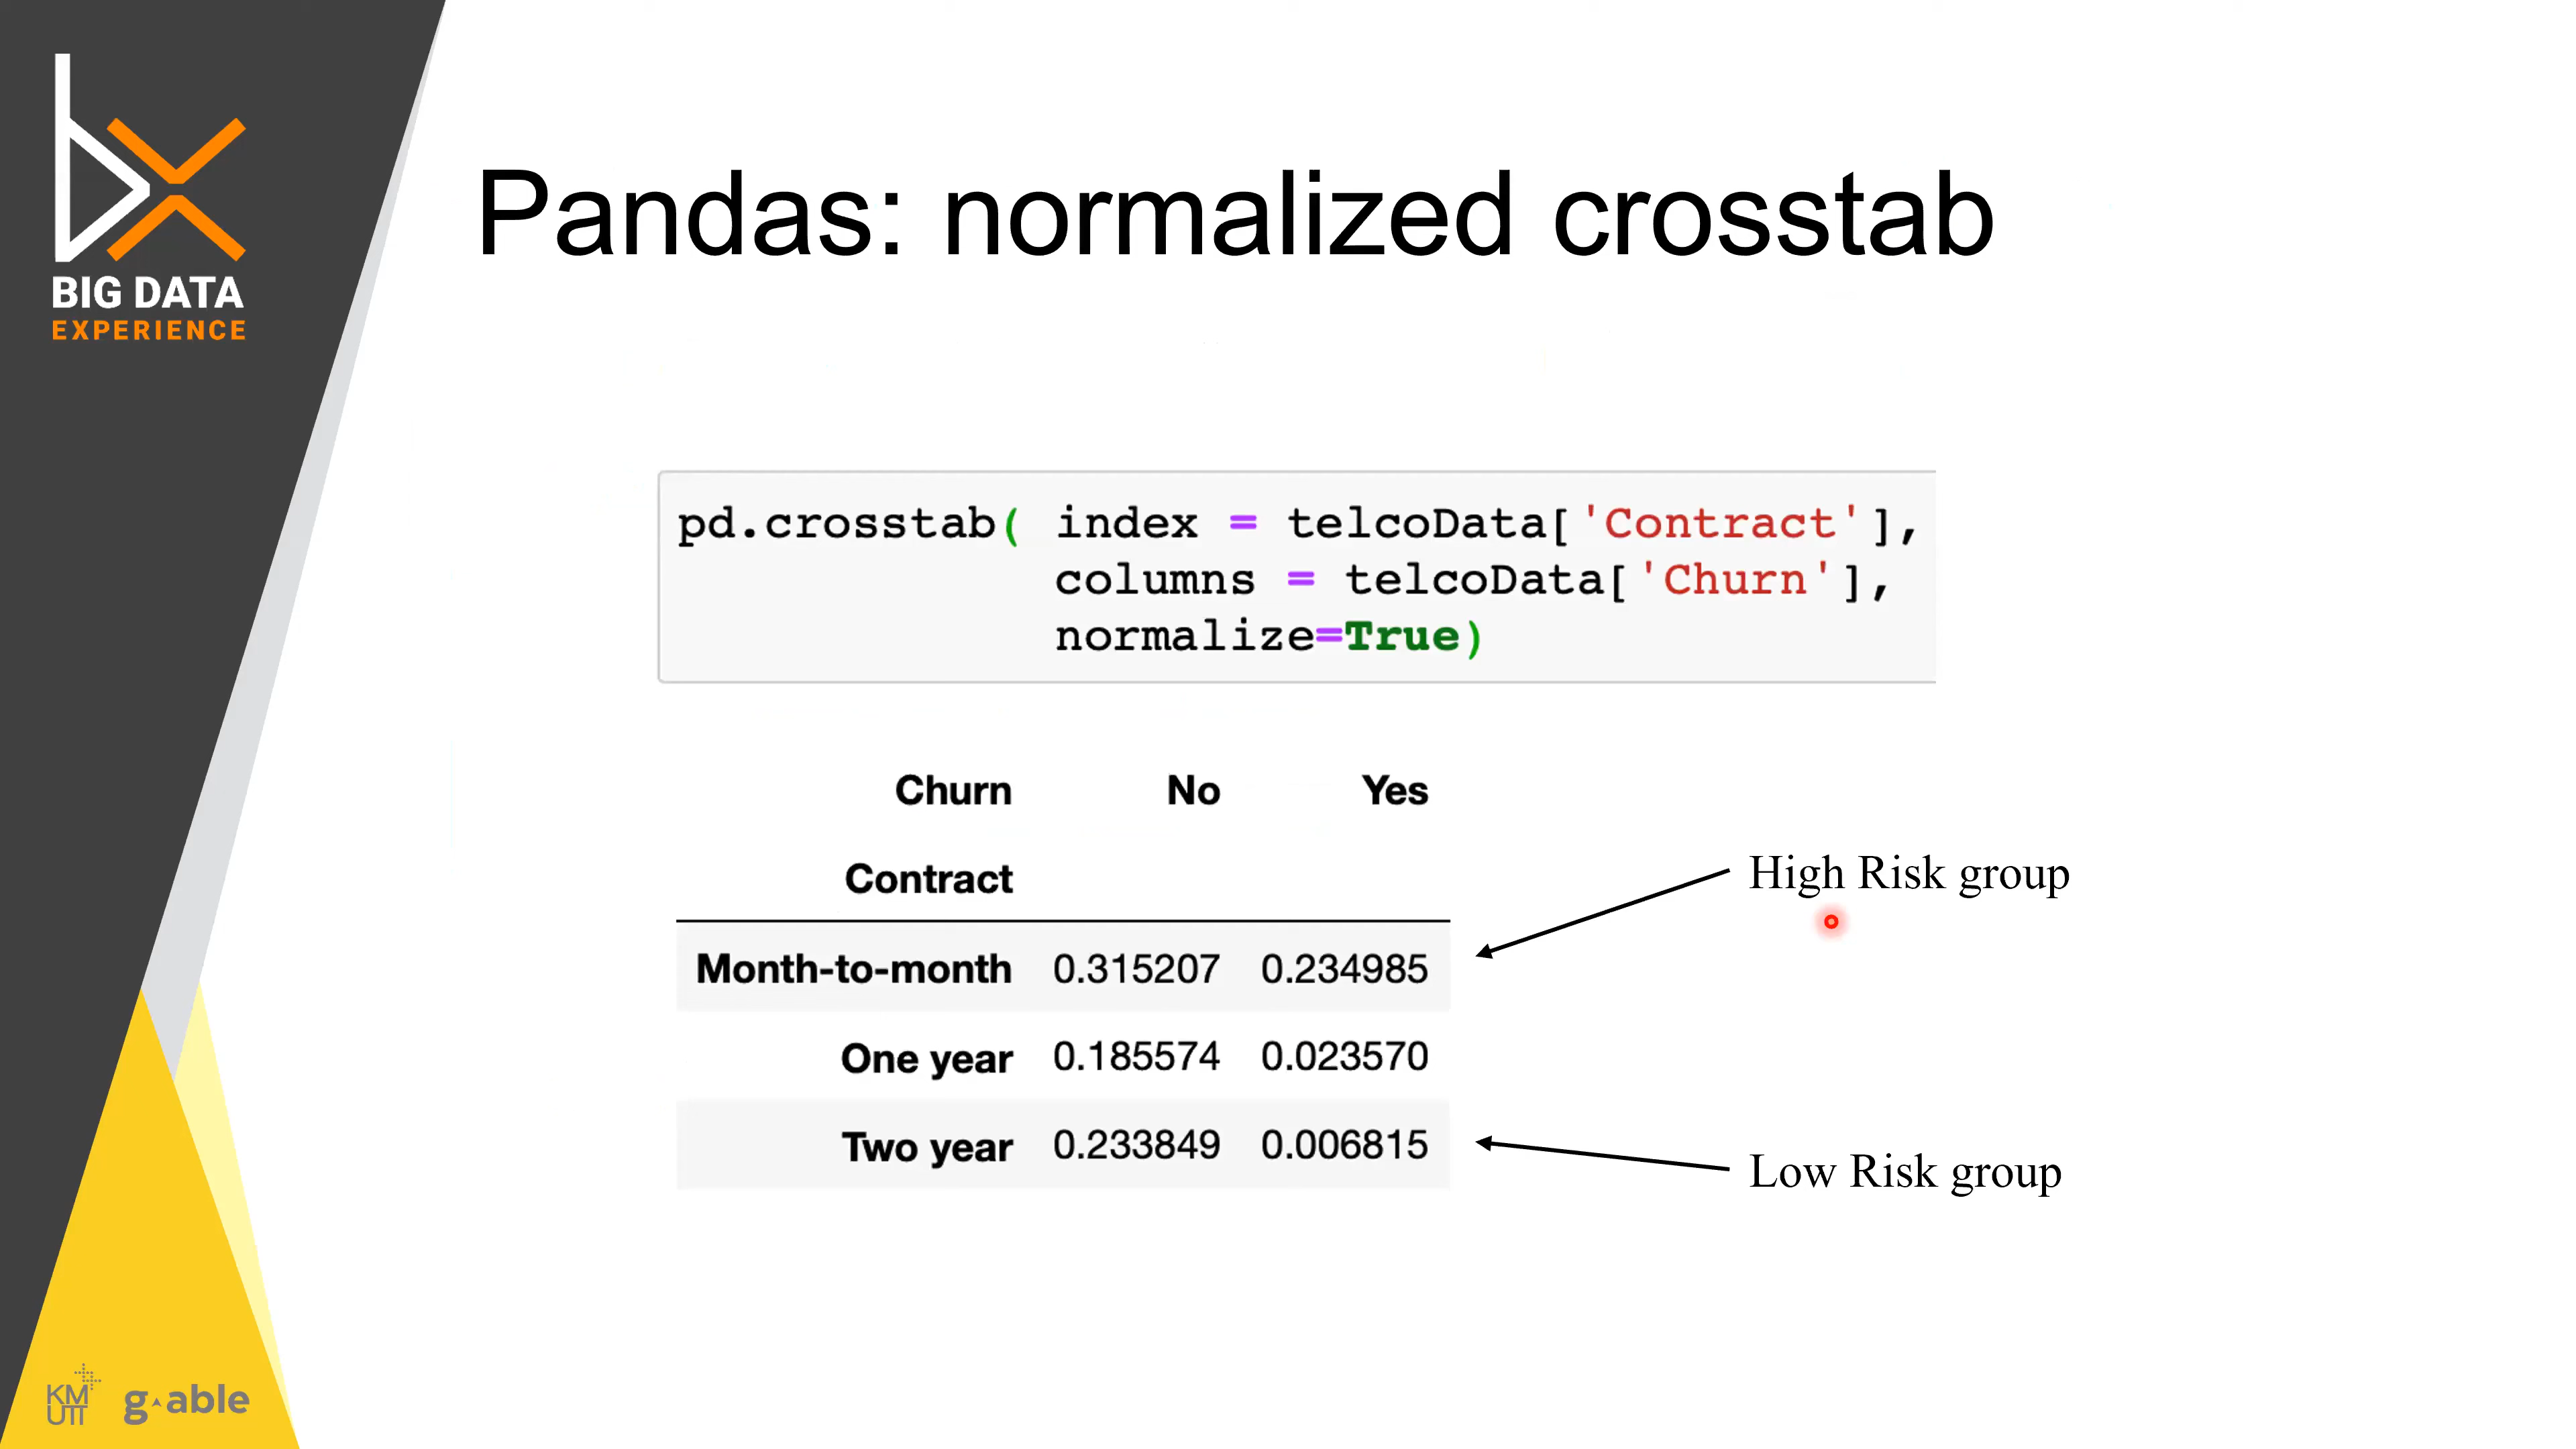 BIG DATA
EXPERIENCE
Pandas: normalized crosstab
pd.crosstab( index = telcoData['Contract'],
columns = telcoData['Churn'],
normalize=True)
Churn No Yes
Contract
Month-to-month 0.315207 0.234985
One year 0.185574 0.023570
Two year 0.233849 0.006815
High Risk group
Low Risk group
KM
UTT
g-able